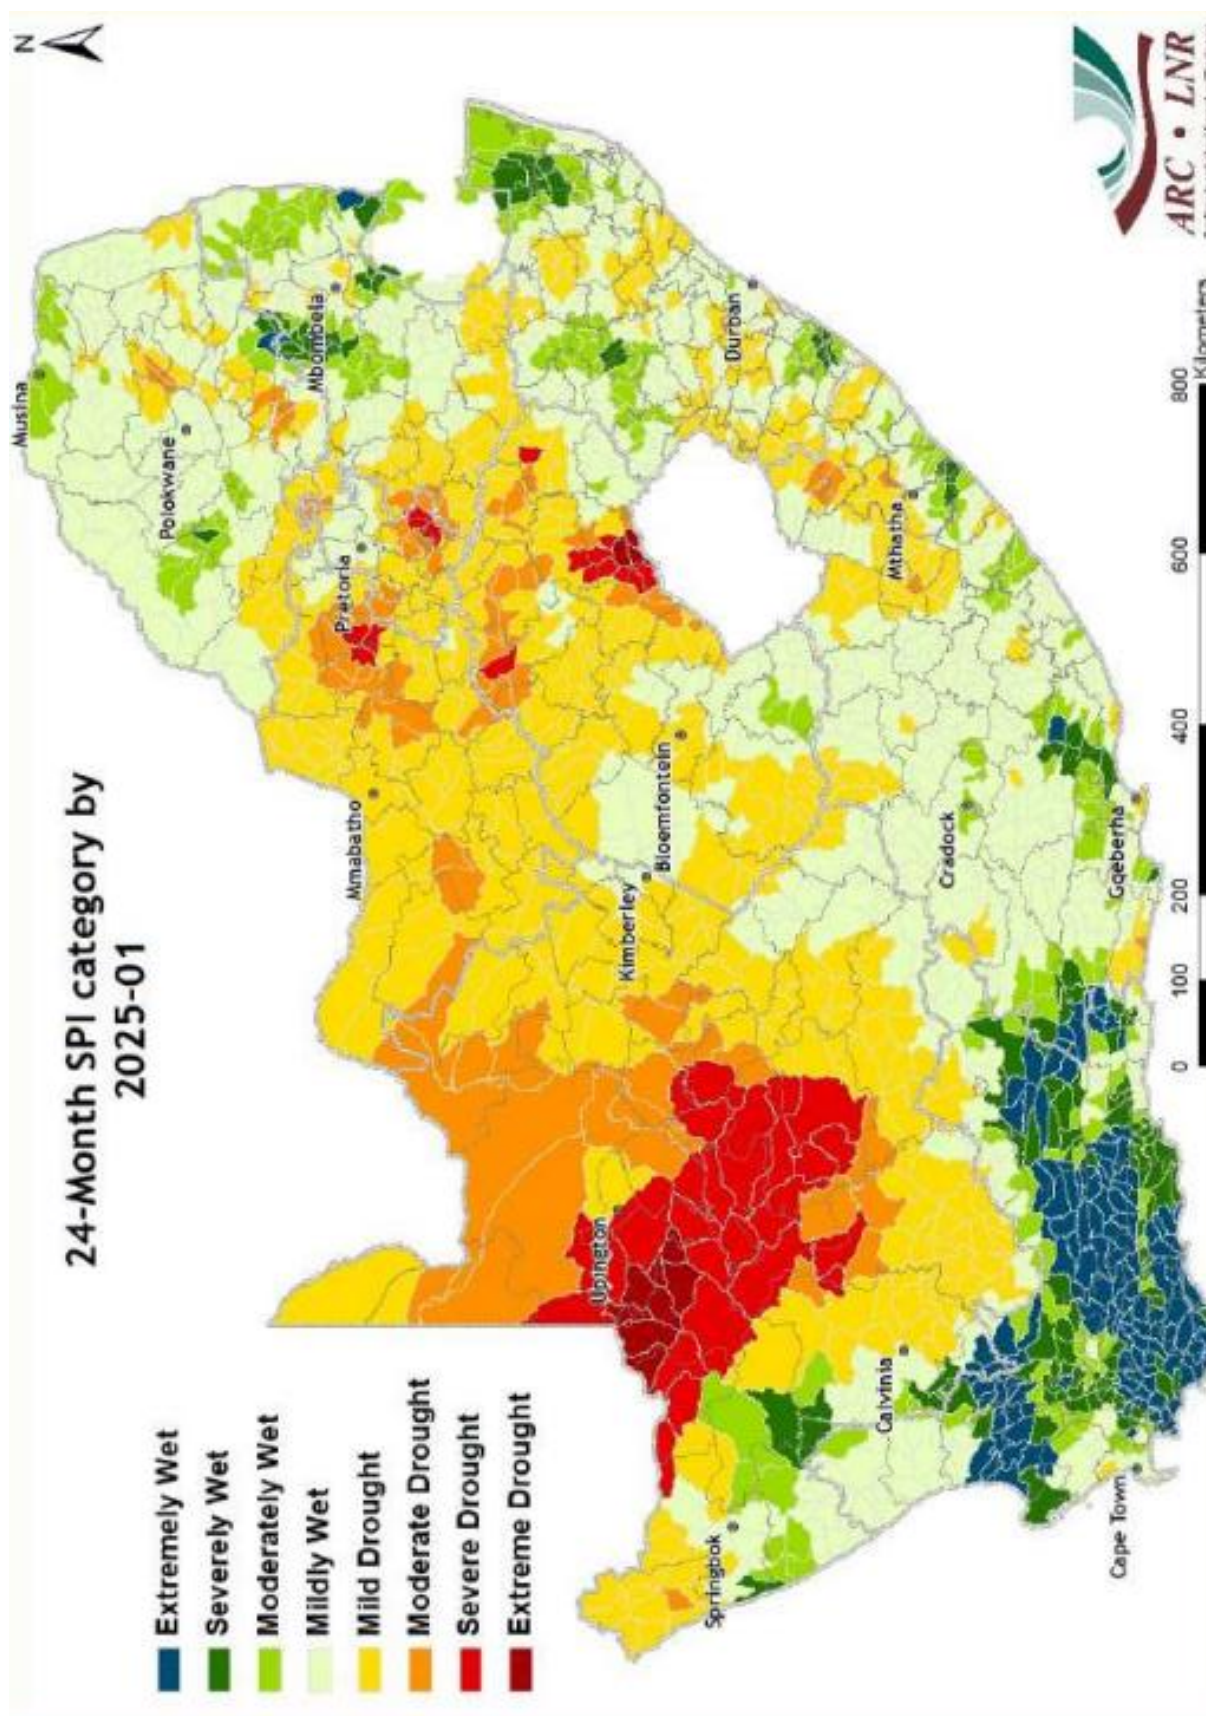 24-Month SPI category by
2025-01
N
Extremely Wet
Severely Wet
Moderately Wet
Mildly Wet
Mild Drought
Moderate Drought
Severe Drought
Extreme Drought
Musina
Polokwane
Mbombela
Pretoria
Mmabatho
Upington
Kimberley
Bloemfontein
Durban
Springbok
Calvinia
Mthatha
Cradock
Cape Town
Gqeberha
0 100 200 400 600 800
Kilometers
ARC • LNR